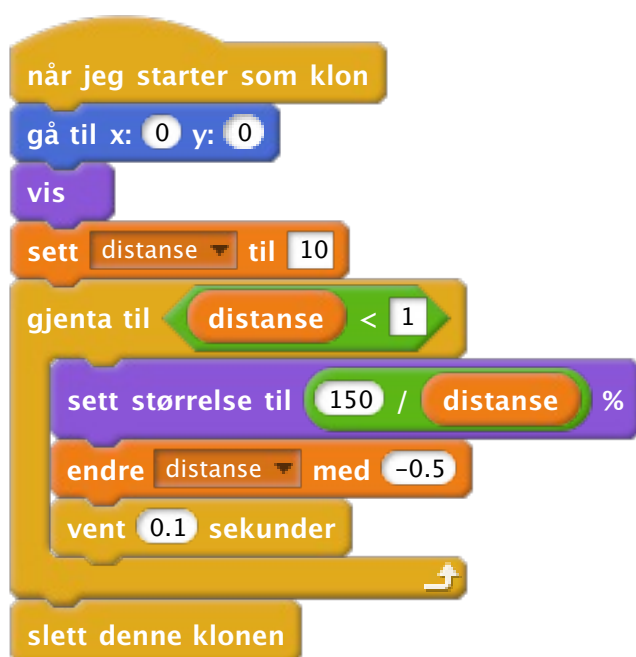 når jeg starter som klon
gå til x: 0 y: 0
vis
sett distanse til 10
gjenta til distanse < 1
sett størrelse til 150 / distanse %
endre distanse med -0.5
vent 0.1 sekunder
slett denne klonen